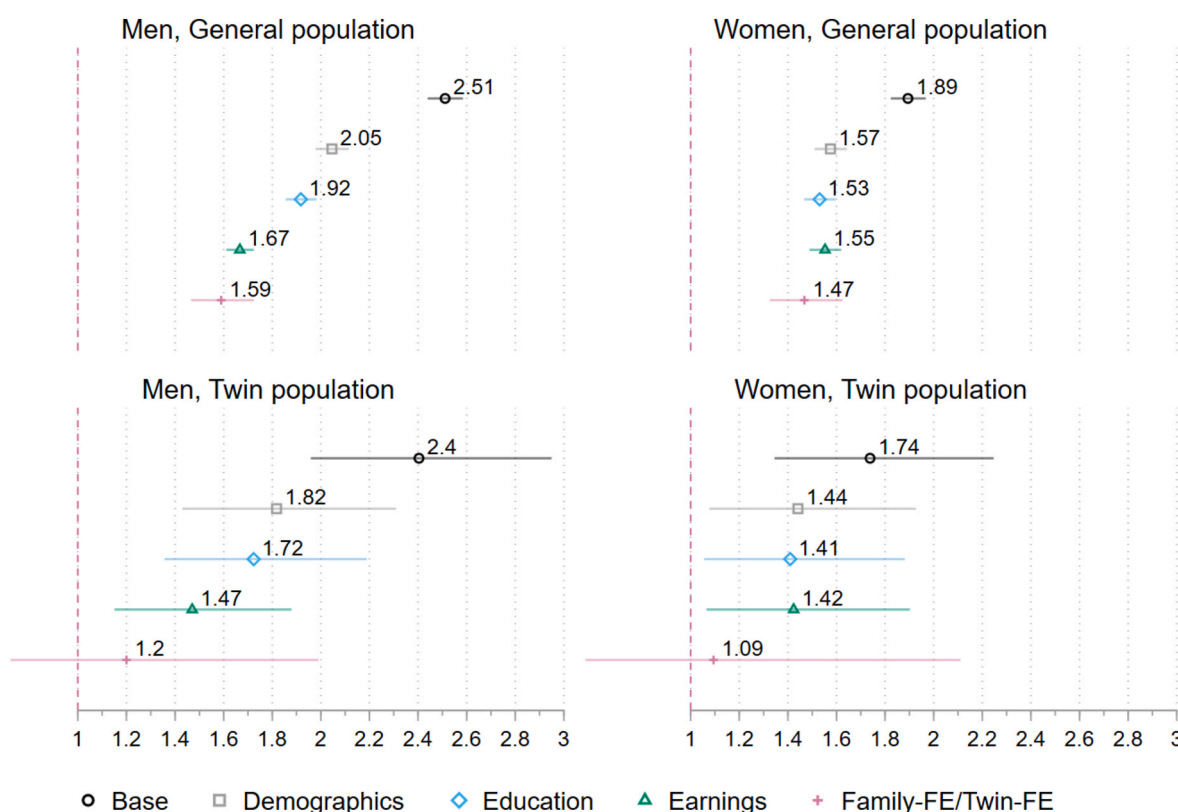 Men, General population
2.51
2.05
1.92
1.67
1.59
Women, General population
1.89
1.57
1.53
1.55
1.47
Men, Twin population
2.4
1.82
1.72
1.47
1.2
1 1.2 1.4 1.6 1.8 2 2.2 2.4 2.6 2.8 3
Women, Twin population
1.74
1.44
1.41
1.42
1.09
1 1.2 1.4 1.6 1.8 2 2.2 2.4 2.6 2.8 3
Base Demographics Education Earnings Family-FE/Twin-FE